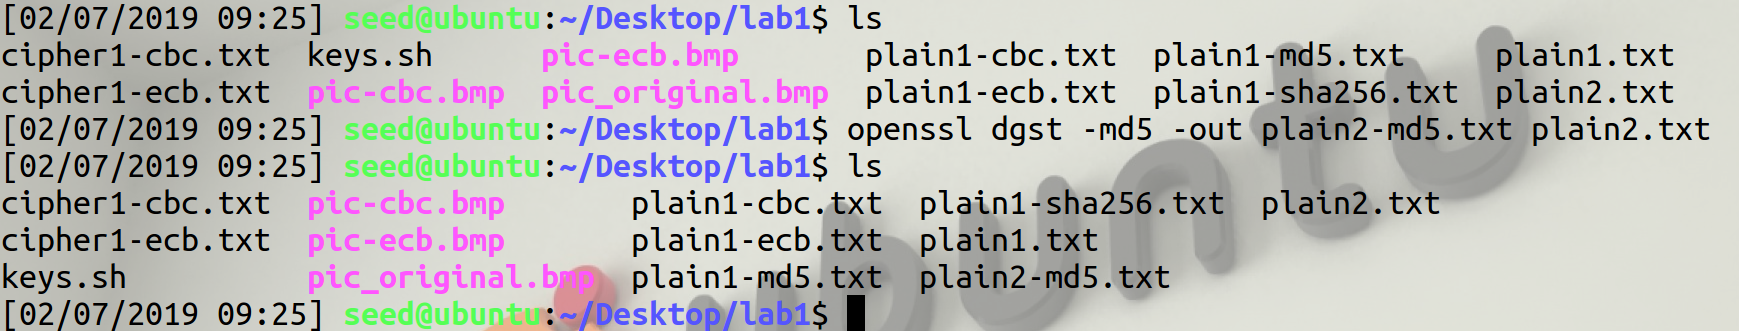 [02/07/2019 09:25] seed@ubuntu:~/Desktop/lab1$ ls
cipher1-cbc.txt  keys.sh      pic-ecb.bmp       plain1-cbc.txt  plain1-md5.txt     plain1.txt
cipher1-ecb.txt  pic-cbc.bmp  pic_original.bmp  plain1-ecb.txt  plain1-sha256.txt  plain2.txt
[02/07/2019 09:25] seed@ubuntu:~/Desktop/lab1$ openssl dgst -md5 -out plain2-md5.txt plain2.txt
[02/07/2019 09:25] seed@ubuntu:~/Desktop/lab1$ ls
cipher1-cbc.txt  pic-cbc.bmp       plain1-cbc.txt  plain1-sha256.txt  plain2.txt
cipher1-ecb.txt  pic-ecb.bmp       plain1-ecb.txt  plain1.txt
keys.sh          pic_original.bmp  plain1-md5.txt  plain2-md5.txt
[02/07/2019 09:25] seed@ubuntu:~/Desktop/lab1$
ubuntu